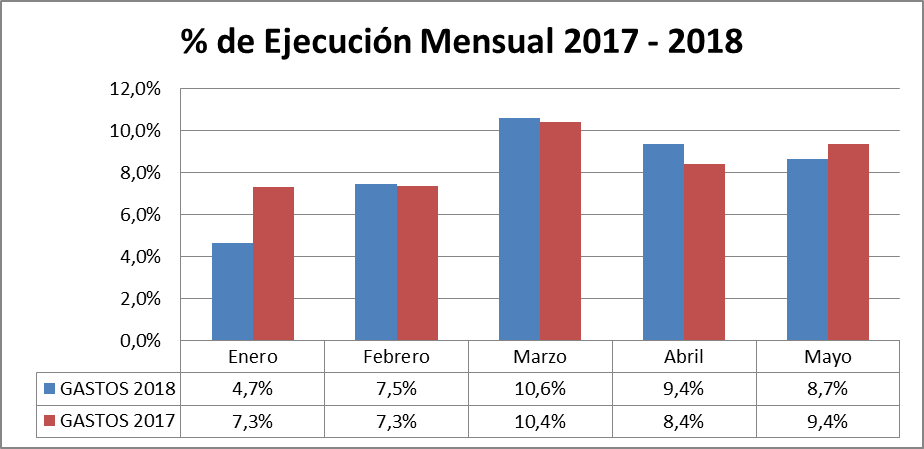 % de Ejecución Mensual 2017 - 2018
12,0%
10,0%
8,0%
6,0%
4,0%
2,0%
0,0%
Enero Febrero Marzo Abril Mayo
GASTOS 2018 4,7% 7,5% 10,6% 9,4% 8,7%
GASTOS 2017 7,3% 7,3% 10,4% 8,4% 9,4%